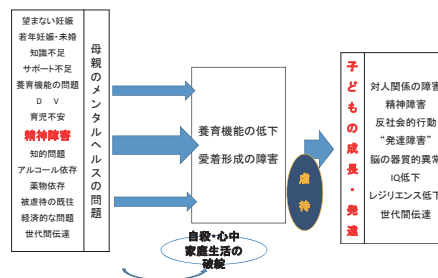 望まない妊娠
若年妊娠・未婚
知識不足
サポート不足
養育機能の問題
D V
育児不安
精神障害
知的問題
アルコール依存
薬物依存
被虐待の既往
経済的な問題
世代間伝達
母親のメンタルヘルスの問題
養育機能の低下
愛着形成の障害
虐待
自殺・心中
家庭生活の
破綻
子どもの成長・発達
対人関係の障害
精神障害
反社会的行動
“発達障害”
脳の器質的異常
IQ低下
レジリエンス低下
世代間伝達